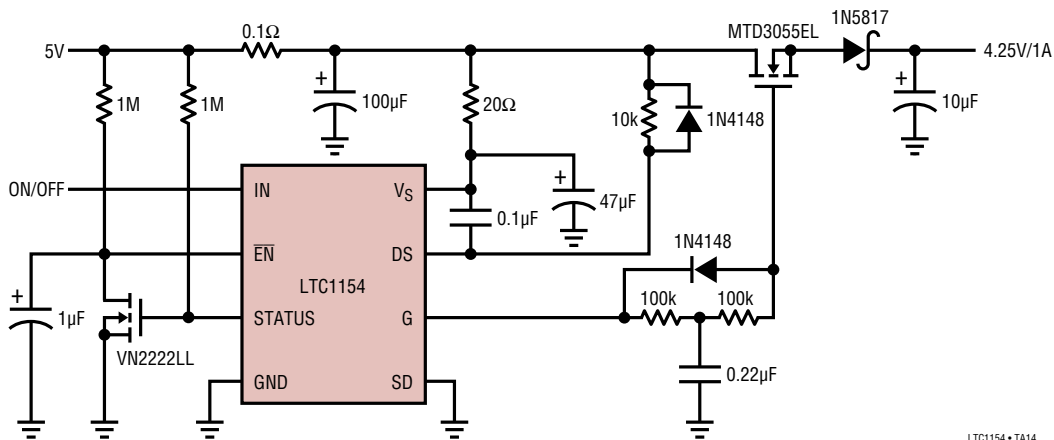 5V
0.1Ω
MTD3055EL
1N5817
4.25V/1A
1M
1M
+
100µF
20Ω
10k
1N4148
+
10µF
ON/OFF
IN
VS
0.1µF
+
47µF
EN
DS
1N4148
LTC1154
+
1µF
VN2222LL
STATUS
G
100k
100k
GND
SD
0.22µF
LTC1154 • TA14